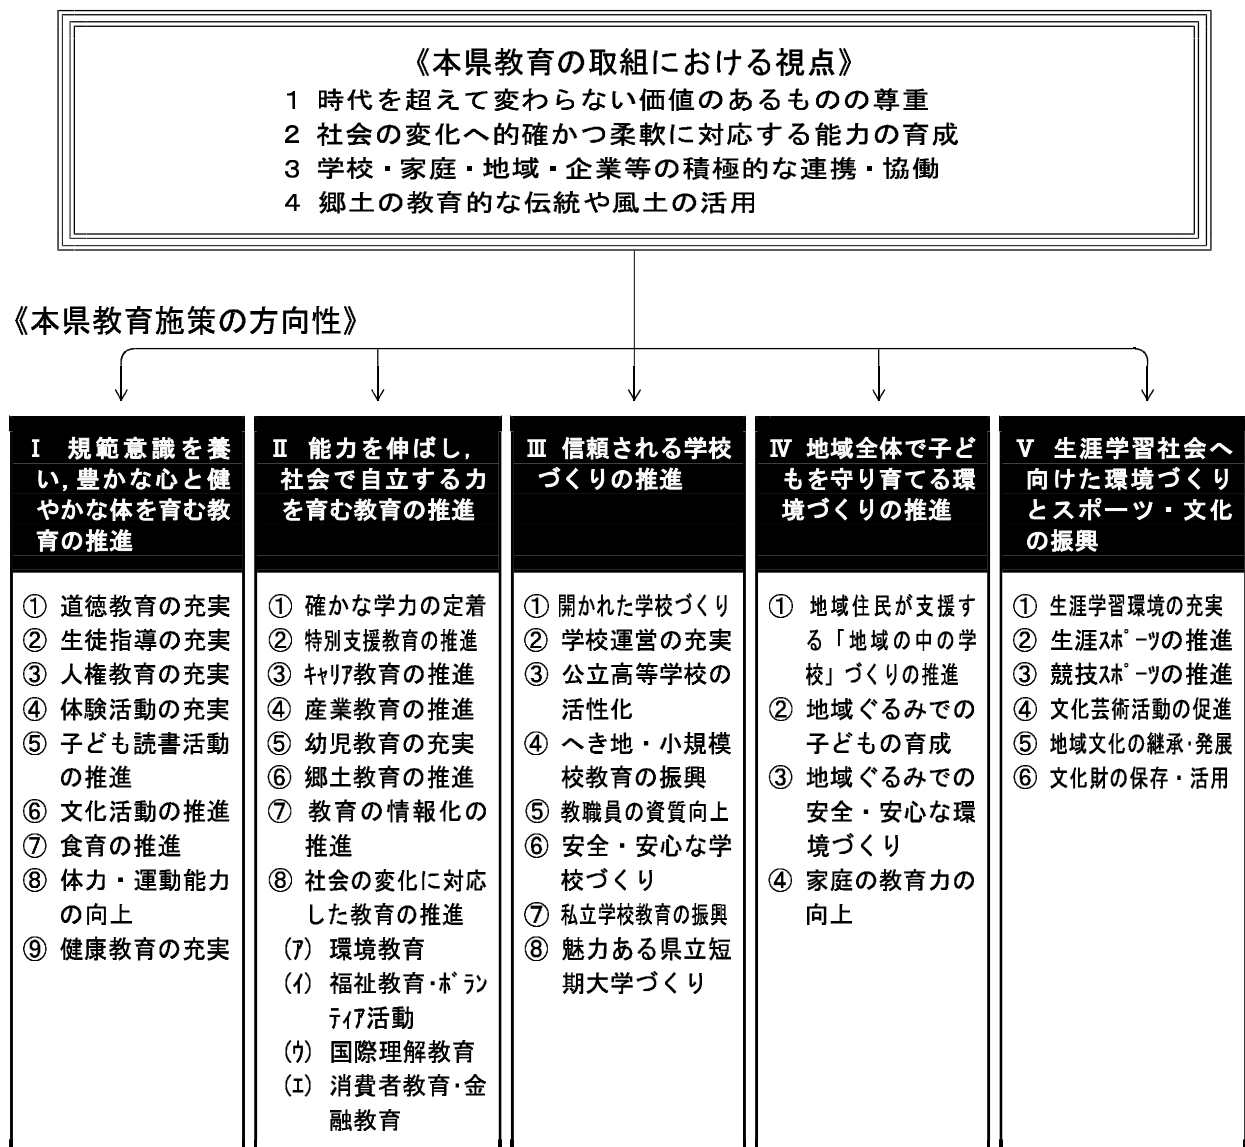 《本県教育の取組における視点》
1 時代を超えて変わらない価値のあるものの尊重
2 社会の変化へ的確かつ柔軟に対応する能力の育成
3 学校・家庭・地域・企業等の積極的な連携・協働
4 郷土の教育的な伝統や風土の活用
《本県教育施策の方向性》
Ⅰ 規範意識を養
い,豊かな心と健
やかな体を育む教
育の推進
① 道徳教育の充実
② 生徒指導の充実
③ 人権教育の充実
④ 体験活動の充実
⑤ 子ども読書活動
の推進
⑥ 文化活動の推進
⑦ 食育の推進
⑧ 体力・運動能力
の向上
⑨ 健康教育の充実
Ⅱ 能力を伸ばし,
社会で自立する力
を育む教育の推進
① 確かな学力の定着
② 特別支援教育の推進
③ ｷｬﾘｱ教育の推進
④ 産業教育の推進
⑤ 幼児教育の充実
⑥ 郷土教育の推進
⑦ 教育の情報化の
推進
⑧ 社会の変化に対応
した教育の推進
(ｱ) 環境教育
(ｲ) 福祉教育･ﾎﾞﾗﾝ
ﾃｨｱ活動
(ｳ) 国際理解教育
(ｴ) 消費者教育･金
融教育
Ⅲ 信頼される学校
づくりの推進
① 開かれた学校づくり
② 学校運営の充実
③ 公立高等学校の
活性化
④ へき地・小規模
校教育の振興
⑤ 教職員の資質向上
⑥ 安全・安心な学
校づくり
⑦ 私立学校教育の振興
⑧ 魅力ある県立短
期大学づくり
Ⅳ 地域全体で子ど
もを守り育てる環
境づくりの推進
① 地域住民が支援す
る「地域の中の学
校」づくりの推進
② 地域ぐるみでの
子どもの育成
③ 地域ぐるみでの
安全・安心な環
境づくり
④ 家庭の教育力の
向上
Ⅴ 生涯学習社会へ
向けた環境づくり
とスポーツ・文化
の振興
① 生涯学習環境の充実
② 生涯ｽﾎﾟｰﾂの推進
③ 競技ｽﾎﾟｰﾂの推進
④ 文化芸術活動の促進
⑤ 地域文化の継承･発展
⑥ 文化財の保存・活用